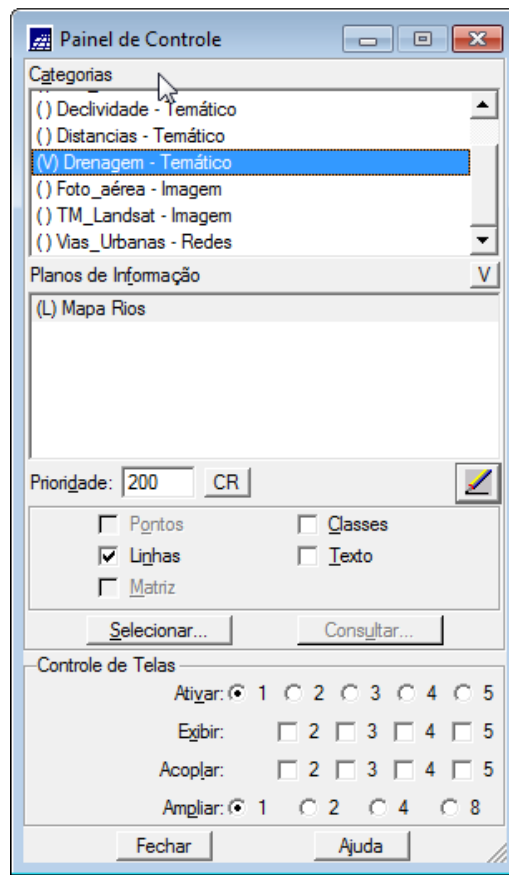 Painel de Controle
Categorias
( ) Declividade - Temático
( ) Distancias - Temático
(V) Drenagem - Temático
( ) Foto_aérea - Imagem
( ) TM_Landsat - Imagem
( ) Vias_Urbanas - Redes
Planos de Informação V
(L) Mapa Rios
Prioridade: 200 CR
Pontos Classes
Linhas Texto
Matriz
Selecionar... Consultar...
Controle de Telas
Ativar: 1 2 3 4 5
Exibir: 2 3 4 5
Acoplar: 2 3 4 5
Ampliar: 1 2 4 8
Fechar Ajuda